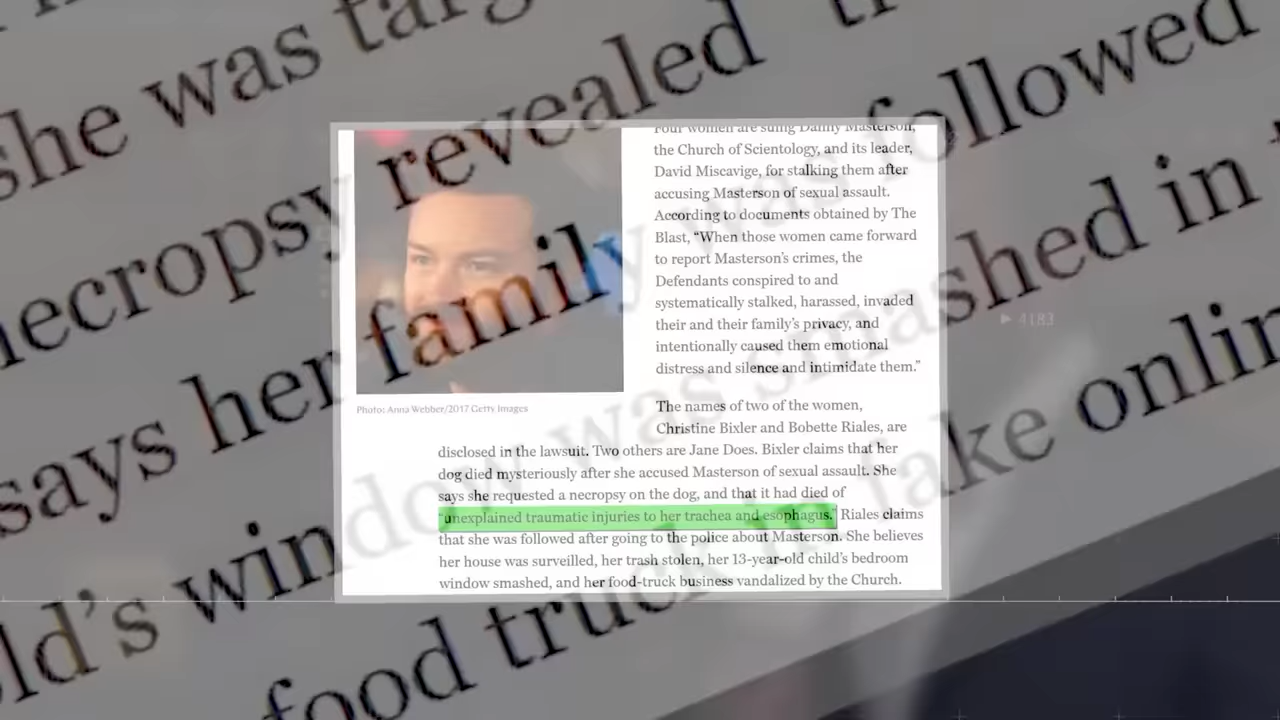 she was targ
necropsy revealed tr
says her family was followed
ld's window was smashed in t
food truck in fake onlin
Four women are suing Danny Masterson,
the Church of Scientology, and its leader,
David Miscavige, for stalking them after
accusing Masterson of sexual assault.
According to documents obtained by The
Blast, “When those women came forward
to report Masterson’s crimes, the
Defendants conspired to and
systematically stalked, harassed, invaded
their and their family’s privacy, and
intentionally caused them emotional
distress and silence and intimidate them.”
Photo: Anna Webber/2017 Getty Images
The names of two of the women,
Christine Bixler and Bobette Riales, are
disclosed in the lawsuit. Two others are Jane Does. Bixler claims that her
dog died mysteriously after she accused Masterson of sexual assault. She
says she requested a necropsy on the dog, and that it had died of
“unexplained traumatic injuries to her trachea and esophagus.” Riales claims
that she was followed after going to the police about Masterson. She believes
her house was surveilled, her trash stolen, her 13-year-old child’s bedroom
window smashed, and her food-truck business vandalized by the Church.
▶ 4183